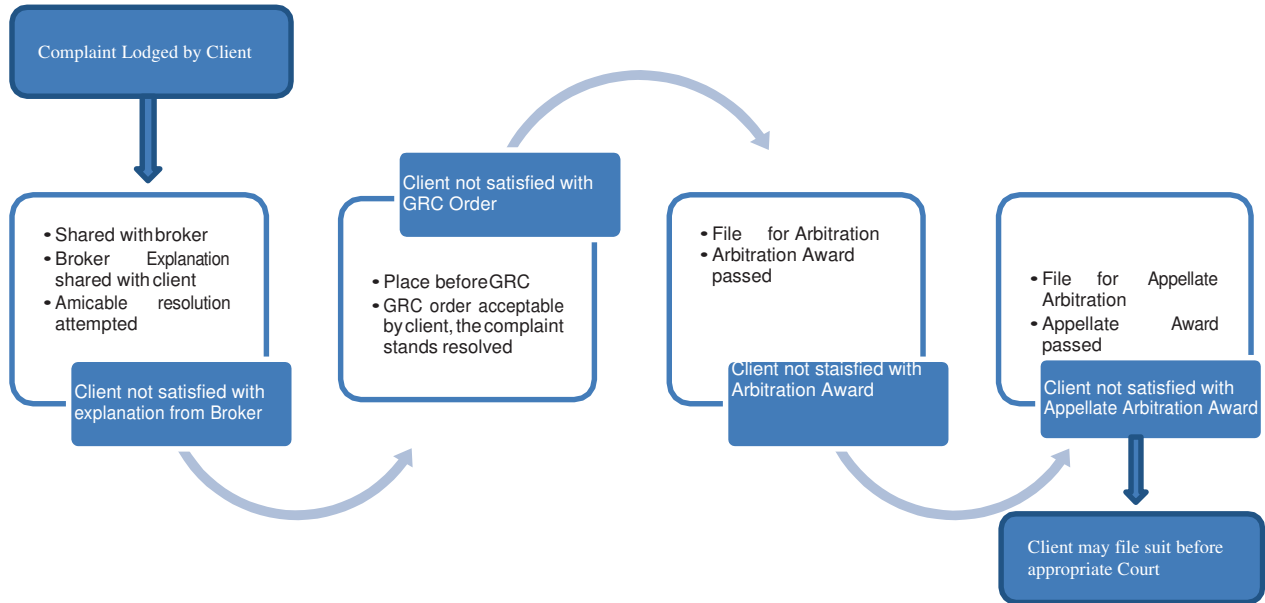 Complaint Lodged by Client
• Shared with broker
• Broker Explanation
shared with client
• Amicable resolution
attempted
Client not satisfied with
explanation from Broker
Client not satisfied with
GRC Order
• Place before GRC
• GRC order acceptable
by client, the complaint
stands resolved
• File for Arbitration
• Arbitration Award
passed
Client not staisfied with
Arbitration Award
• File for Appellate
Arbitration
• Appellate Award
passed
Client not satisfied with
Appellate Arbitration Award
Client may file suit before
appropriate Court